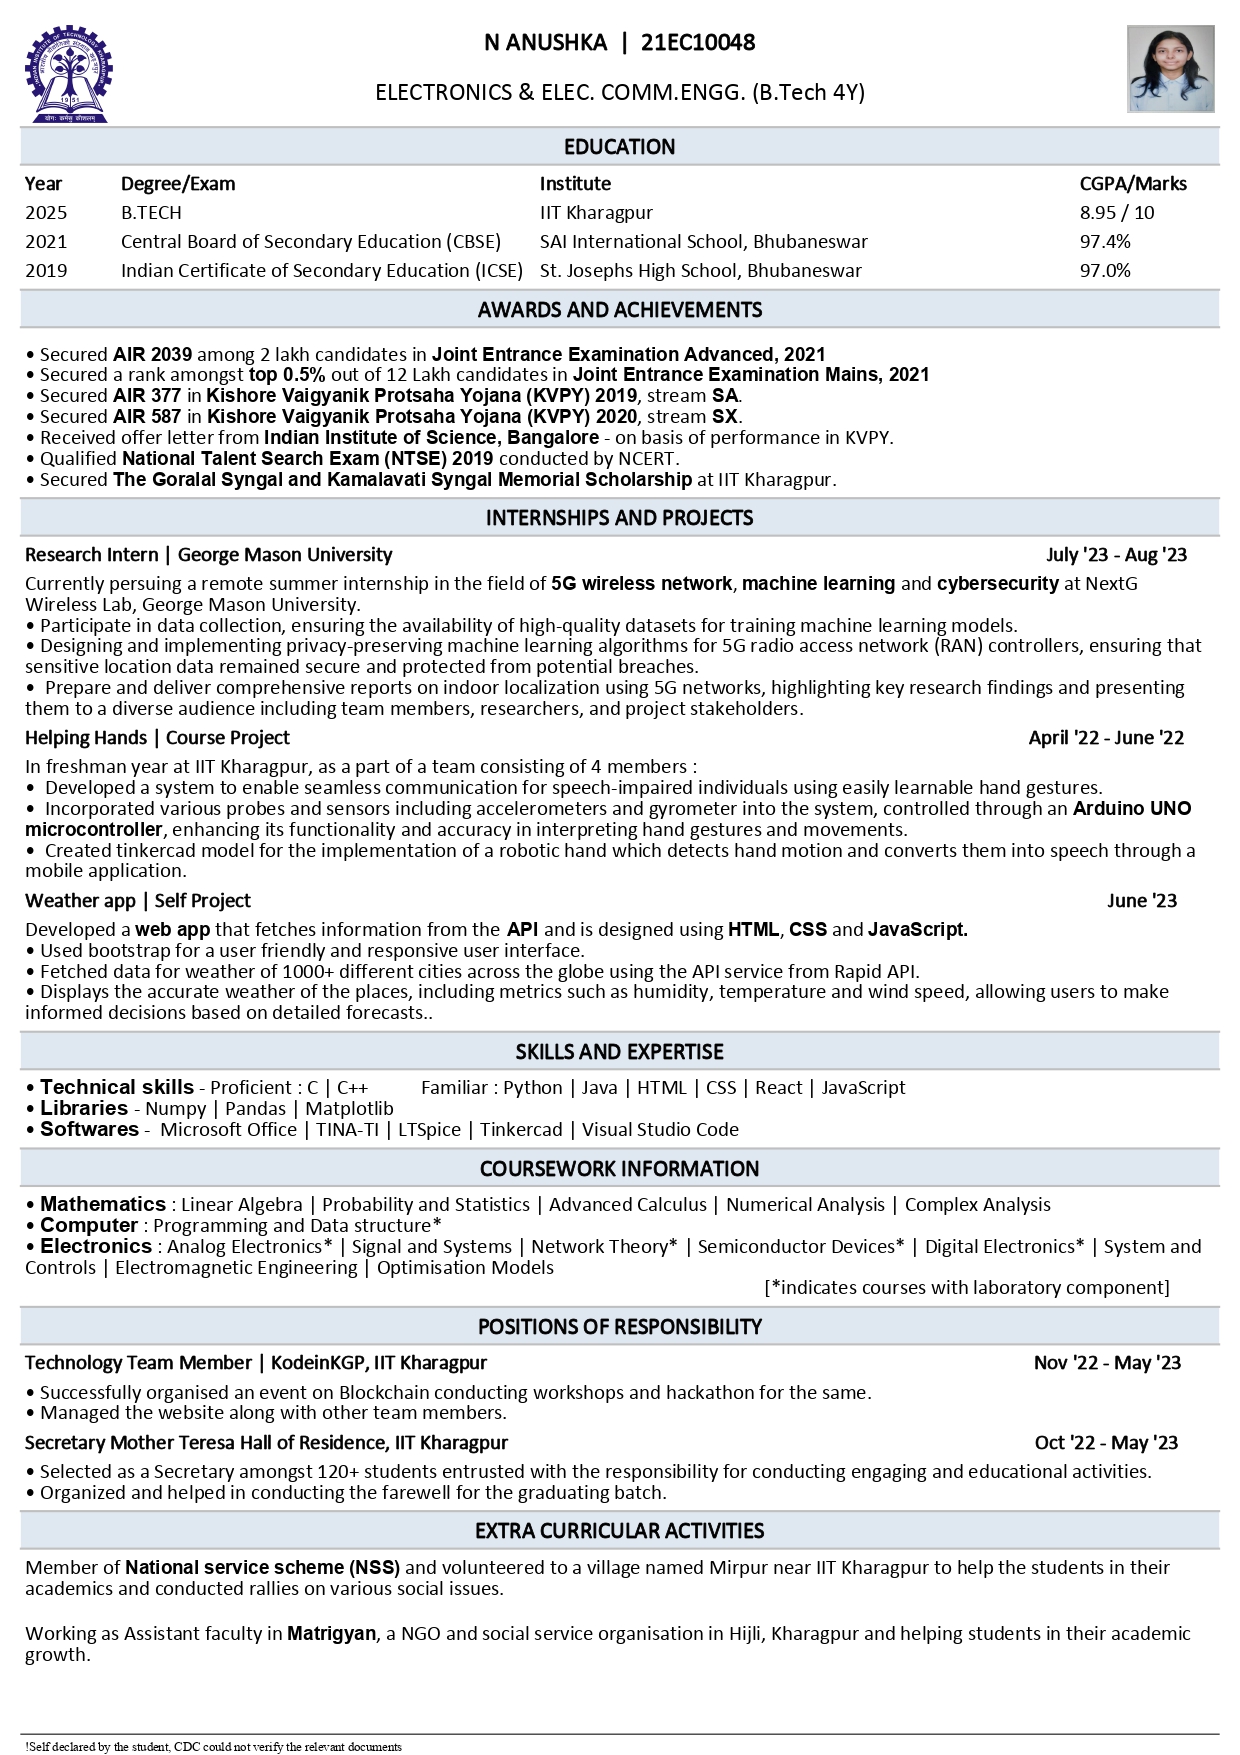 N ANUSHKA | 21EC10048
ELECTRONICS & ELEC. COMM.ENGG. (B.Tech 4Y)
1951
योगः कर्मसु कौशलम्
EDUCATION
Year Degree/Exam Institute CGPA/Marks
2025 B.TECH IIT Kharagpur 8.95 / 10
2021 Central Board of Secondary Education (CBSE) SAI International School, Bhubaneswar 97.4%
2019 Indian Certificate of Secondary Education (ICSE) St. Josephs High School, Bhubaneswar 97.0%
AWARDS AND ACHIEVEMENTS
• Secured AIR 2039 among 2 lakh candidates in Joint Entrance Examination Advanced, 2021
• Secured a rank amongst top 0.5% out of 12 Lakh candidates in Joint Entrance Examination Mains, 2021
• Secured AIR 377 in Kishore Vaigyanik Protsaha Yojana (KVPY) 2019, stream SA.
• Secured AIR 587 in Kishore Vaigyanik Protsaha Yojana (KVPY) 2020, stream SX.
• Received offer letter from Indian Institute of Science, Bangalore - on basis of performance in KVPY.
• Qualified National Talent Search Exam (NTSE) 2019 conducted by NCERT.
• Secured The Goralal Syngal and Kamalavati Syngal Memorial Scholarship at IIT Kharagpur.
INTERNSHIPS AND PROJECTS
Research Intern | George Mason University July '23 - Aug '23
Currently persuing a remote summer internship in the field of 5G wireless network, machine learning and cybersecurity at NextG
Wireless Lab, George Mason University.
• Participate in data collection, ensuring the availability of high-quality datasets for training machine learning models.
• Designing and implementing privacy-preserving machine learning algorithms for 5G radio access network (RAN) controllers, ensuring that
sensitive location data remained secure and protected from potential breaches.
• Prepare and deliver comprehensive reports on indoor localization using 5G networks, highlighting key research findings and presenting
them to a diverse audience including team members, researchers, and project stakeholders.
Helping Hands | Course Project April '22 - June '22
In freshman year at IIT Kharagpur, as a part of a team consisting of 4 members :
• Developed a system to enable seamless communication for speech-impaired individuals using easily learnable hand gestures.
• Incorporated various probes and sensors including accelerometers and gyrometer into the system, controlled through an Arduino UNO
microcontroller, enhancing its functionality and accuracy in interpreting hand gestures and movements.
• Created tinkercad model for the implementation of a robotic hand which detects hand motion and converts them into speech through a
mobile application.
Weather app | Self Project June '23
Developed a web app that fetches information from the API and is designed using HTML, CSS and JavaScript.
• Used bootstrap for a user friendly and responsive user interface.
• Fetched data for weather of 1000+ different cities across the globe using the API service from Rapid API.
• Displays the accurate weather of the places, including metrics such as humidity, temperature and wind speed, allowing users to make
informed decisions based on detailed forecasts..
SKILLS AND EXPERTISE
• Technical skills - Proficient : C | C++ Familiar : Python | Java | HTML | CSS | React | JavaScript
• Libraries - Numpy | Pandas | Matplotlib
• Softwares - Microsoft Office | TINA-TI | LTSpice | Tinkercad | Visual Studio Code
COURSEWORK INFORMATION
• Mathematics : Linear Algebra | Probability and Statistics | Advanced Calculus | Numerical Analysis | Complex Analysis
• Computer : Programming and Data structure*
• Electronics : Analog Electronics* | Signal and Systems | Network Theory* | Semiconductor Devices* | Digital Electronics* | System and
Controls | Electromagnetic Engineering | Optimisation Models
[*indicates courses with laboratory component]
POSITIONS OF RESPONSIBILITY
Technology Team Member | KodeinKGP, IIT Kharagpur Nov '22 - May '23
• Successfully organised an event on Blockchain conducting workshops and hackathon for the same.
• Managed the website along with other team members.
Secretary Mother Teresa Hall of Residence, IIT Kharagpur Oct '22 - May '23
• Selected as a Secretary amongst 120+ students entrusted with the responsibility for conducting engaging and educational activities.
• Organized and helped in conducting the farewell for the graduating batch.
EXTRA CURRICULAR ACTIVITIES
Member of National service scheme (NSS) and volunteered to a village named Mirpur near IIT Kharagpur to help the students in their
academics and conducted rallies on various social issues.
Working as Assistant faculty in Matrigyan, a NGO and social service organisation in Hijli, Kharagpur and helping students in their academic
growth.
!Self declared by the student, CDC could not verify the relevant documents